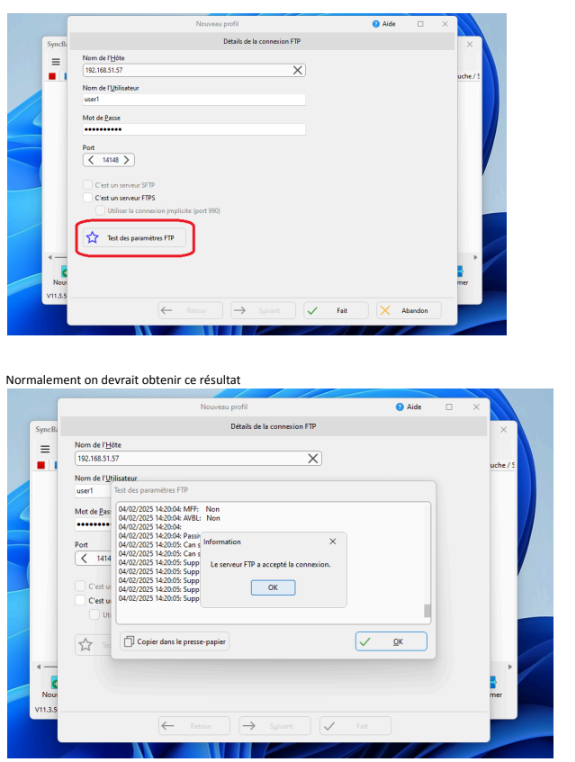 Nouveau profil
Aide
Détails de la connexion FTP
SyncB
Nom de l'Hôte
192.168.51.57
uche / S
Nom de l'Utilisateur
user1
Mot de Passe
••••••••••
Port
14148
C'est un serveur SFTP
C'est un serveur FTPS
Utiliser la connexion implicite (port 990)
Test des paramètres FTP
Nou
mer
V11.3.5
Retour
Suivant
Fait
Abandon
Normalement on devrait obtenir ce résultat
Nouveau profil
Aide
Détails de la connexion FTP
SyncB
Nom de l'Hôte
192.168.51.57
uche / S
Nom de l'Utilisateur
user1
Test des paramètres FTP
Mot de Pas
••••••••
04/02/2025 14:20:04: MFF: Non
04/02/2025 14:20:04: AVBL: Non
04/02/2025 14:20:04:
04/02/2025 14:20:04: Passiv
04/02/2025 14:20:05: Can s
04/02/2025 14:20:05: Can s
04/02/2025 14:20:05: Supp
04/02/2025 14:20:05: Supp
04/02/2025 14:20:05: Supp
04/02/2025 14:20:05: Supp
04/02/2025 14:20:05: Supp
Information
Le serveur FTP a accepté la connexion.
OK
Port
1414
C'est u
C'est u
Uti
Copier dans le presse-papier
OK
Nou
mer
V11.3.5
Retour
Suivant
Fait